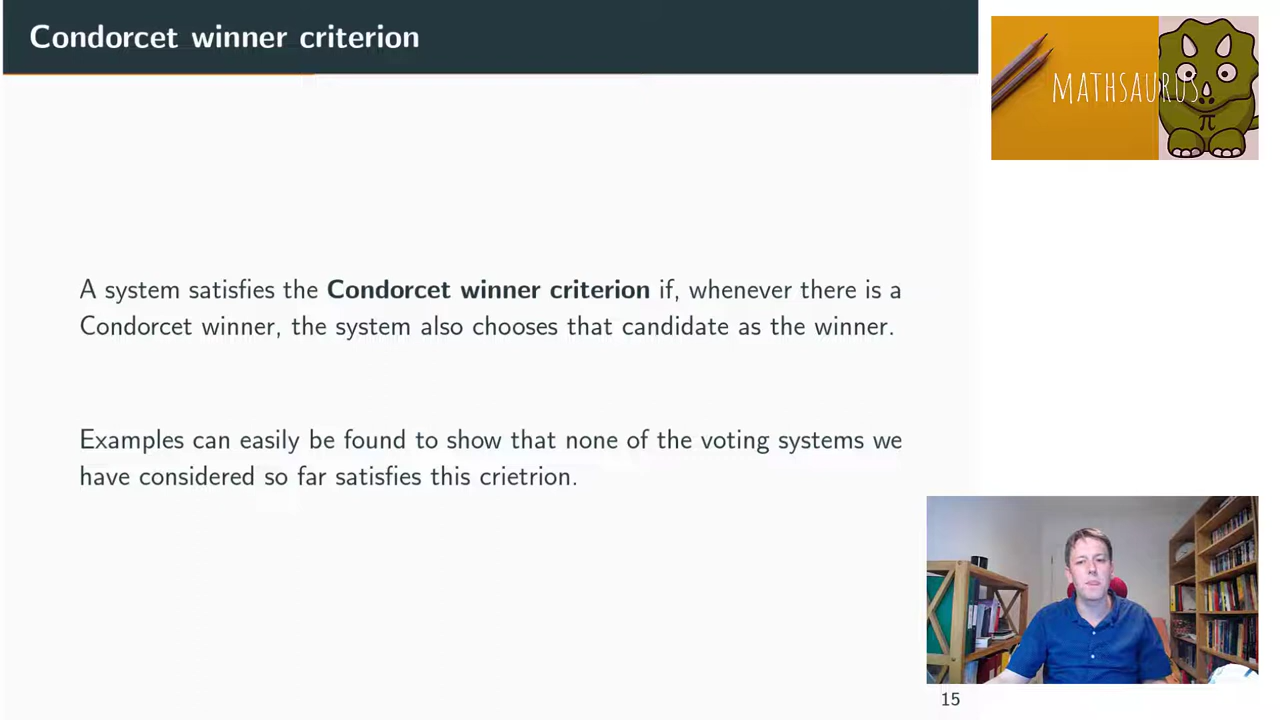 Condorcet winner criterion
MATHSAURUS
π
A system satisfies the Condorcet winner criterion if, whenever there is a
Condorcet winner, the system also chooses that candidate as the winner.
Examples can easily be found to show that none of the voting systems we
have considered so far satisfies this crietrion.
15